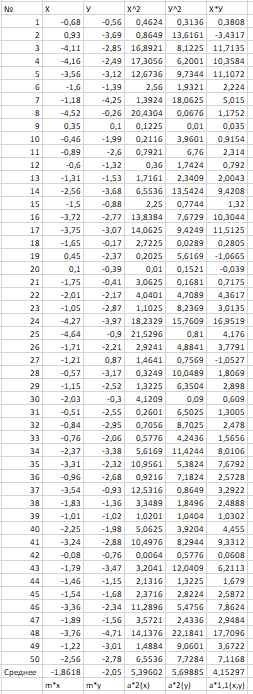 № X У X^2 У^2 X*У
1 -0,68 -0,56 0,4624 0,3136 0,3808
2 0,93 -3,69 0,8649 13,6161 -3,4317
3 -4,11 -2,85 16,8921 8,1225 11,7135
4 -4,16 -2,49 17,3056 6,2001 10,3584
5 -3,56 -3,12 12,6736 9,7344 11,1072
6 -1,6 -1,39 2,56 1,9321 2,224
7 -1,18 -4,25 1,3924 18,0625 5,015
8 -4,52 -0,26 20,4304 0,0676 1,1752
9 0,35 0,1 0,1225 0,01 0,035
10 -0,46 -1,99 0,2116 3,9601 0,9154
11 -0,89 -2,6 0,7921 6,76 2,314
12 -0,6 -1,32 0,36 1,7424 0,792
13 -1,31 -1,53 1,7161 2,3409 2,0043
14 -2,56 -3,68 6,5536 13,5424 9,4208
15 -1,5 -0,88 2,25 0,7744 1,32
16 -3,72 -2,77 13,8384 7,6729 10,3044
17 -3,75 -3,07 14,0625 9,4249 11,5125
18 -1,65 -0,17 2,7225 0,0289 0,2805
19 0,45 -2,37 0,2025 5,6169 -1,0665
20 0,1 -0,39 0,01 0,1521 -0,039
21 -1,75 -0,41 3,0625 0,1681 0,7175
22 -2,01 -2,17 4,0401 4,7089 4,3617
23 -1,05 -2,87 1,1025 8,2369 3,0135
24 -4,27 -3,97 18,2329 15,7609 16,9519
25 -4,64 -0,9 21,5296 0,81 4,176
26 -1,71 -2,21 2,9241 4,8841 3,7791
27 -1,21 0,87 1,4641 0,7569 -1,0527
28 -0,57 -3,17 0,3249 10,0489 1,8069
29 -1,15 -2,52 1,3225 6,3504 2,898
30 -2,03 -0,3 4,1209 0,09 0,609
31 -0,51 -2,55 0,2601 6,5025 1,3005
32 -0,84 -2,95 0,7056 8,7025 2,478
33 -0,76 -2,06 0,5776 4,2436 1,5656
34 -2,37 -3,38 5,6169 11,4244 8,0106
35 -3,31 -2,32 10,9561 5,3824 7,6792
36 -0,96 -2,68 0,9216 7,1824 2,5728
37 -3,54 -0,93 12,5316 0,8649 3,2922
38 -1,83 -1,36 3,3489 1,8496 2,4888
39 -1,01 -1,02 1,0201 1,0404 1,0302
40 -2,25 -1,98 5,0625 3,9204 4,455
41 -3,24 -2,88 10,4976 8,2944 9,3312
42 -0,08 -0,76 0,0064 0,5776 0,0608
43 -1,79 -3,47 3,2041 12,0409 6,2113
44 -1,46 -1,15 2,1316 1,3225 1,679
45 -1,54 -1,68 2,3716 2,8224 2,5872
46 -3,36 -2,34 11,2896 5,4756 7,8624
47 -1,89 -1,56 3,5721 2,4336 2,9484
48 -3,76 -4,71 14,1376 22,1841 17,7096
49 -1,22 -3,01 1,4884 9,0601 3,6722
50 -2,56 -2,78 6,5536 7,7284 7,1168
Среднее -1,8618 -2,05 5,39602 5,69885 4,15297
m*x m*y a*2(x) a*2(y) a*1,1(x,y)